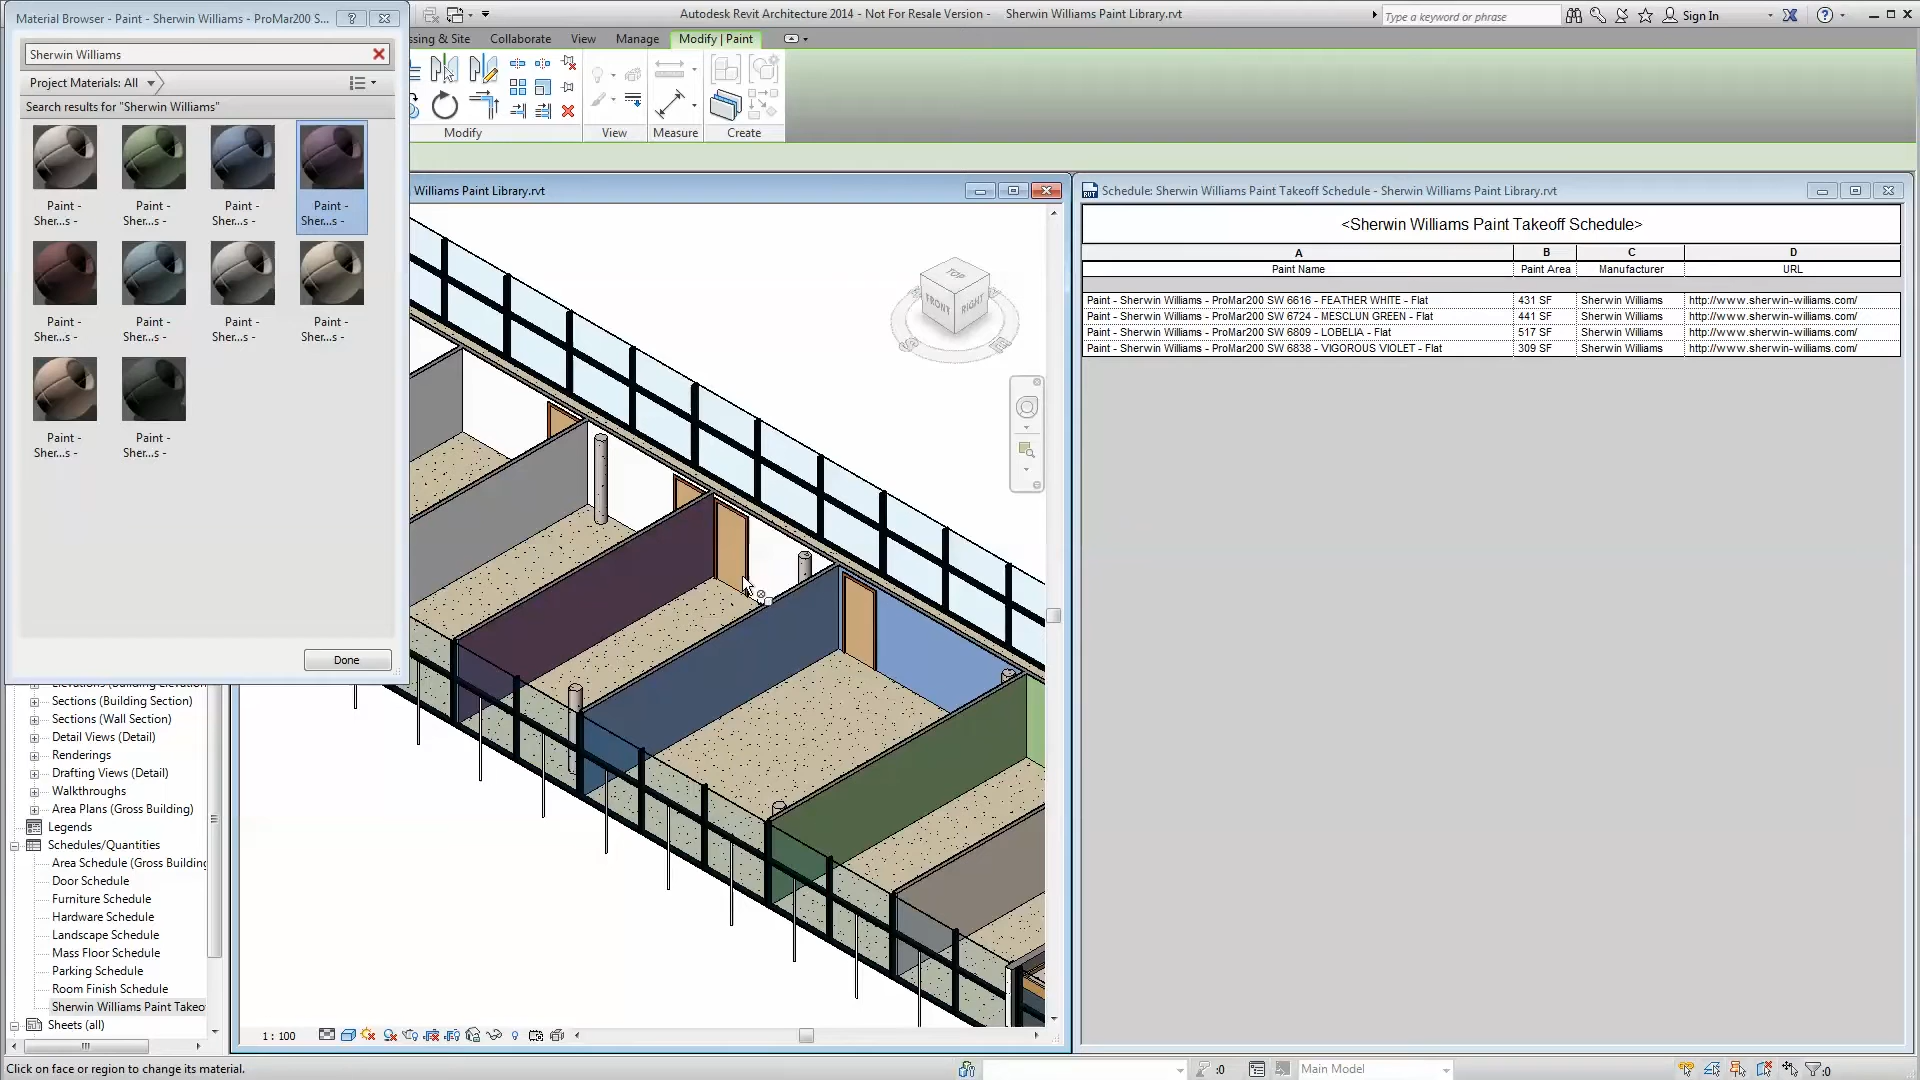 Material Browser - Paint - Sherwin Williams - ProMar200 S...
Autodesk Revit Architecture 2014 - Not For Resale Version - Sherwin Williams Paint Library.rvt
Type a keyword or phrase
Sign In
Sherwin Williams
ssing & Site Collaborate View Manage Modify | Paint
Project Materials: All
Search results for "Sherwin Williams"
Modify View Measure Create
Paint -
Sher...s -
Paint -
Sher...s -
Paint -
Sher...s -
Paint -
Sher...s -
Paint -
Sher...s -
Paint -
Sher...s -
Paint -
Sher...s -
Paint -
Sher...s -
Paint -
Sher...s -
Paint -
Sher...s -
Done
Williams Paint Library.rvt
TOP
FRONT
RIGHT
Schedule: Sherwin Williams Paint Takeoff Schedule - Sherwin Williams Paint Library.rvt
<Sherwin Williams Paint Takeoff Schedule>
A B C D
Paint Name Paint Area Manufacturer URL
Paint - Sherwin Williams - ProMar200 SW 6616 - FEATHER WHITE - Flat 431 SF Sherwin Williams http://www.sherwin-williams.com/
Paint - Sherwin Williams - ProMar200 SW 6724 - MESCLUN GREEN - Flat 441 SF Sherwin Williams http://www.sherwin-williams.com/
Paint - Sherwin Williams - ProMar200 SW 6809 - LOBELIA - Flat 517 SF Sherwin Williams http://www.sherwin-williams.com/
Paint - Sherwin Williams - ProMar200 SW 6838 - VIGOROUS VIOLET - Flat 309 SF Sherwin Williams http://www.sherwin-williams.com/
Elevations (Building Elevation
Sections (Building Section)
Sections (Wall Section)
Detail Views (Detail)
Renderings
Drafting Views (Detail)
Walkthroughs
Area Plans (Gross Building)
Legends
Schedules/Quantities
Area Schedule (Gross Building
Door Schedule
Furniture Schedule
Hardware Schedule
Landscape Schedule
Mass Floor Schedule
Parking Schedule
Room Finish Schedule
Sherwin Williams Paint Takeo
Sheets (all)
1 : 100
Click on face or region to change its material.
:0
Main Model
:0